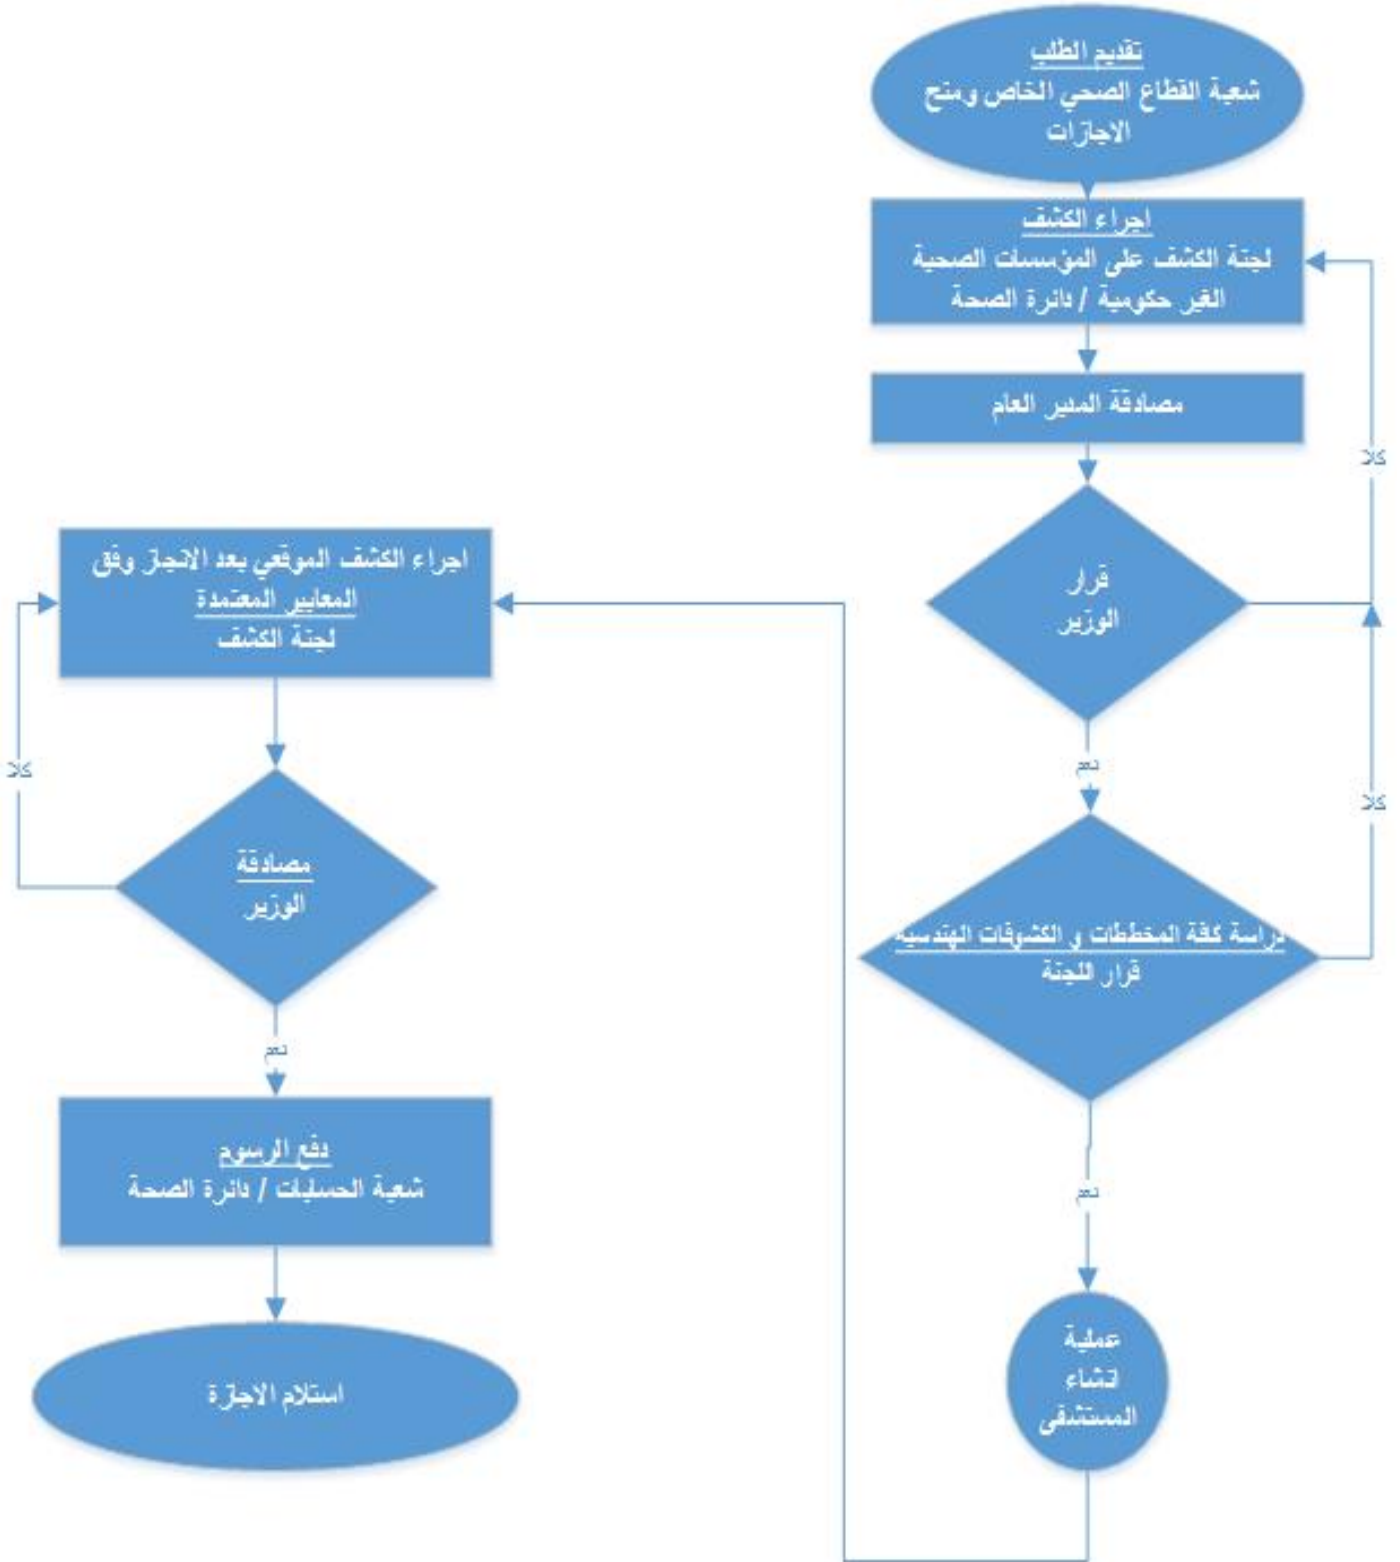 تقديم الطلب
شعبة القطاع الصحي الخاص ومنح
الاجازات
اجراء الكشف
لجنة الكشف على المؤسسات الصحية
الغير حكومية / دائرة الصحة
مصادقة المدير العام
كلا
قرار
الوزير
نعم
كلا
دراسة كافة المخططات و الكشوفات الهندسية
قرار اللجنة
نعم
عملية
انشاء
المستشفى
اجراء الكشف الموقعي بعد الانجاز وفق
المعايير المعتمدة
لجنة الكشف
كلا
مصادقة
الوزير
نعم
دفع الرسوم
شعبة الحسابات / دائرة الصحة
استلام الاجازة